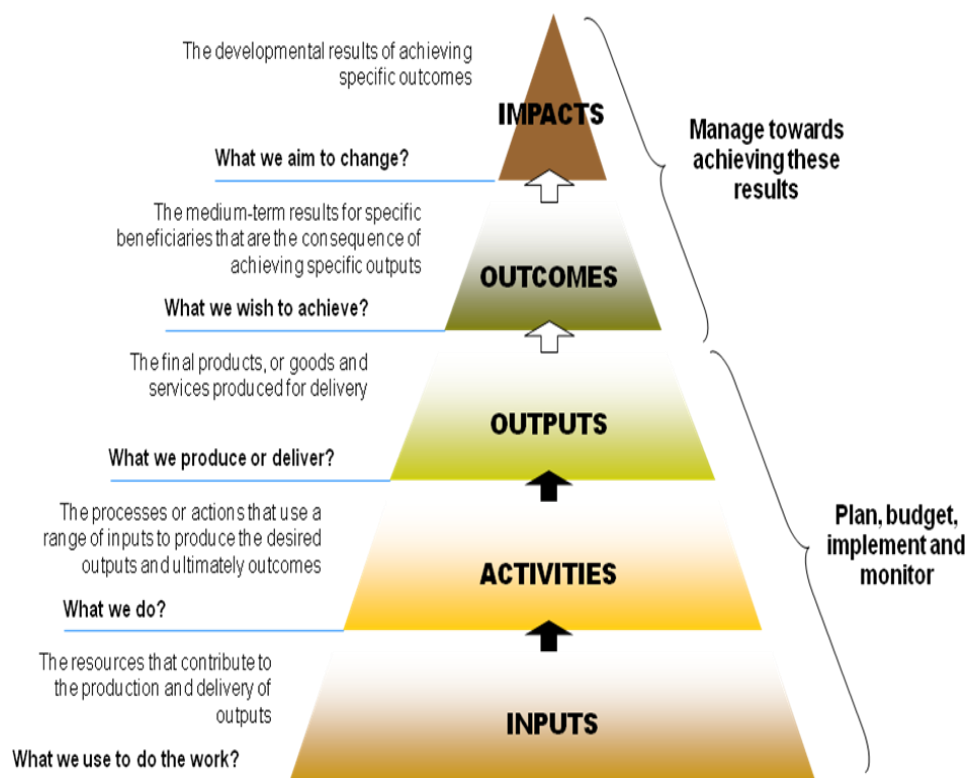 The developmental results of achieving
specific outcomes
IMPACTS
What we aim to change?
Manage towards
achieving these
results
The medium-term results for specific
beneficiaries that are the consequence of
achieving specific outputs
OUTCOMES
What we wish to achieve?
The final products, or goods and
services produced for delivery
OUTPUTS
What we produce or deliver?
Plan, budget,
implement and
monitor
The processes or actions that use a
range of inputs to produce the desired
outputs and ultimately outcomes
ACTIVITIES
What we do?
The resources that contribute to
the production and delivery of
outputs
INPUTS
What we use to do the work?